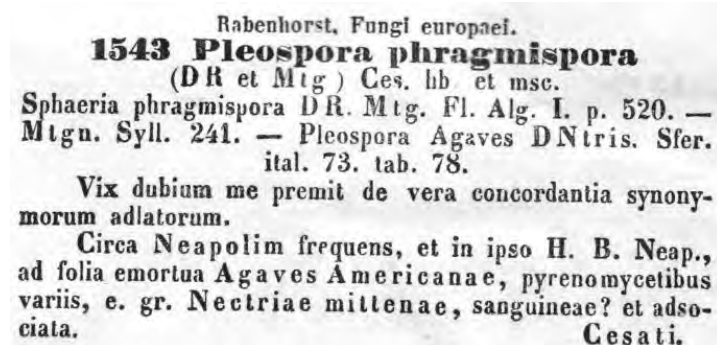 Rabenhorst, Fungi europaei.
1543 Pleospora phragmispora
(DR et Mtg) Ces. hb et msc.
Sphaeria phragmispora DR. Mtg. Fl. Alg. I. p. 520. —
Mtgn. Syll. 241. — Pleospora Agaves DNtris. Sfer.
ital. 73. tab. 78.
Vix dubium me premit de vera concordantia synony-
morum adlatorum.
Circa Neapolim frequens, et in ipso H. B. Neap.,
ad folia emortua Agaves Americanae, pyrenomycetibus
variis, e. gr. Nectriae mittenae, sanguineae? et adso-
ciata.
Cesati.